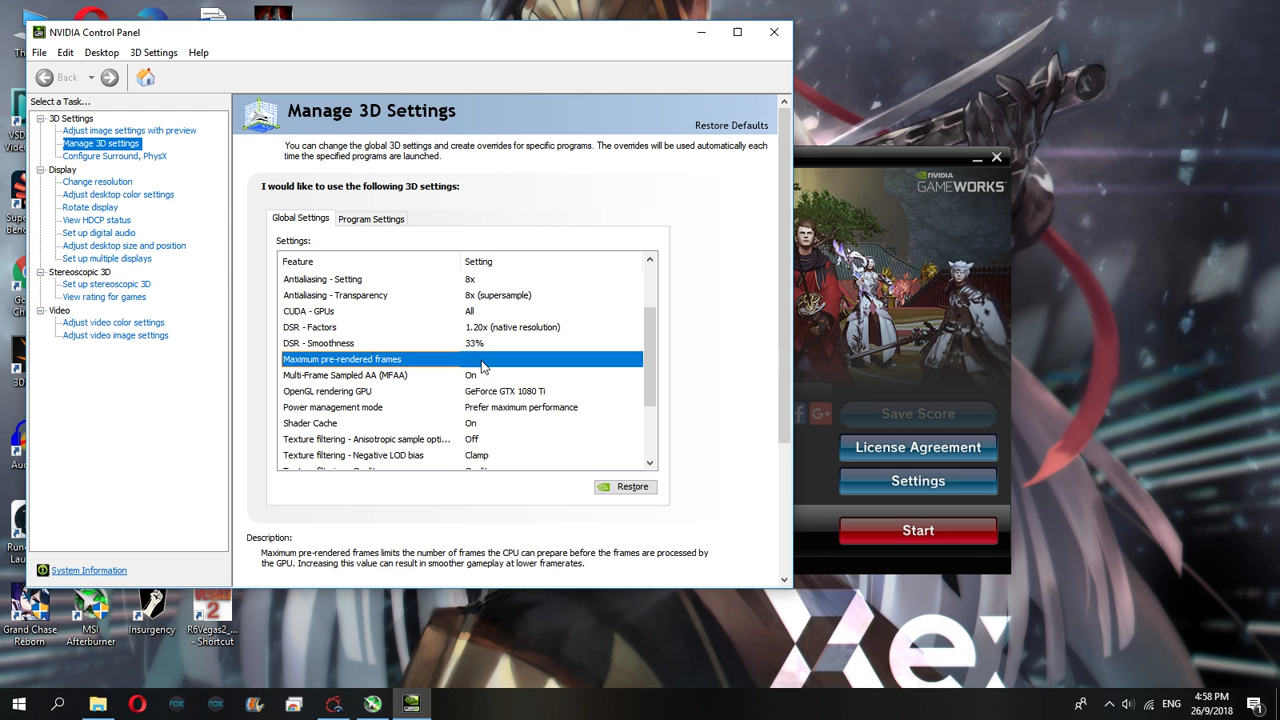 NVIDIA Control Panel
File Edit Desktop 3D Settings Help
Back
Select a Task...
3D Settings
Adjust image settings with preview
Manage 3D settings
Configure Surround, PhysX
Display
Change resolution
Adjust desktop color settings
Rotate display
View HDCP status
Set up digital audio
Adjust desktop size and position
Set up multiple displays
Stereoscopic 3D
Set up stereoscopic 3D
View rating for games
Video
Adjust video color settings
Adjust video image settings
System Information
Manage 3D Settings
Restore Defaults
You can change the global 3D settings and create overrides for specific programs. The overrides will be used automatically each
time the specified programs are launched.
I would like to use the following 3D settings:
Global Settings Program Settings
Settings:
Feature Setting
Antialiasing - Setting 8x
Antialiasing - Transparency 8x (supersample)
CUDA - GPUs All
DSR - Factors 1.20x (native resolution)
DSR - Smoothness 33%
Maximum pre-rendered frames
Multi-Frame Sampled AA (MFAA) On
OpenGL rendering GPU GeForce GTX 1080 Ti
Power management mode Prefer maximum performance
Shader Cache On
Texture filtering - Anisotropic sample opti... Off
Texture filtering - Negative LOD bias Clamp
Restore
Description:
Maximum pre-rendered frames limits the number of frames the CPU can prepare before the frames are processed by
the GPU. Increasing this value can result in smoother gameplay at lower framerates.
NVIDIA
GAMEWORKS
Save Score
License Agreement
Settings
Start
Grand Chase
Reborn
MSI
Afterburner
Insurgency
R6Vegas2_...
- Shortcut
ENG
4:58 PM
26/9/2018
1